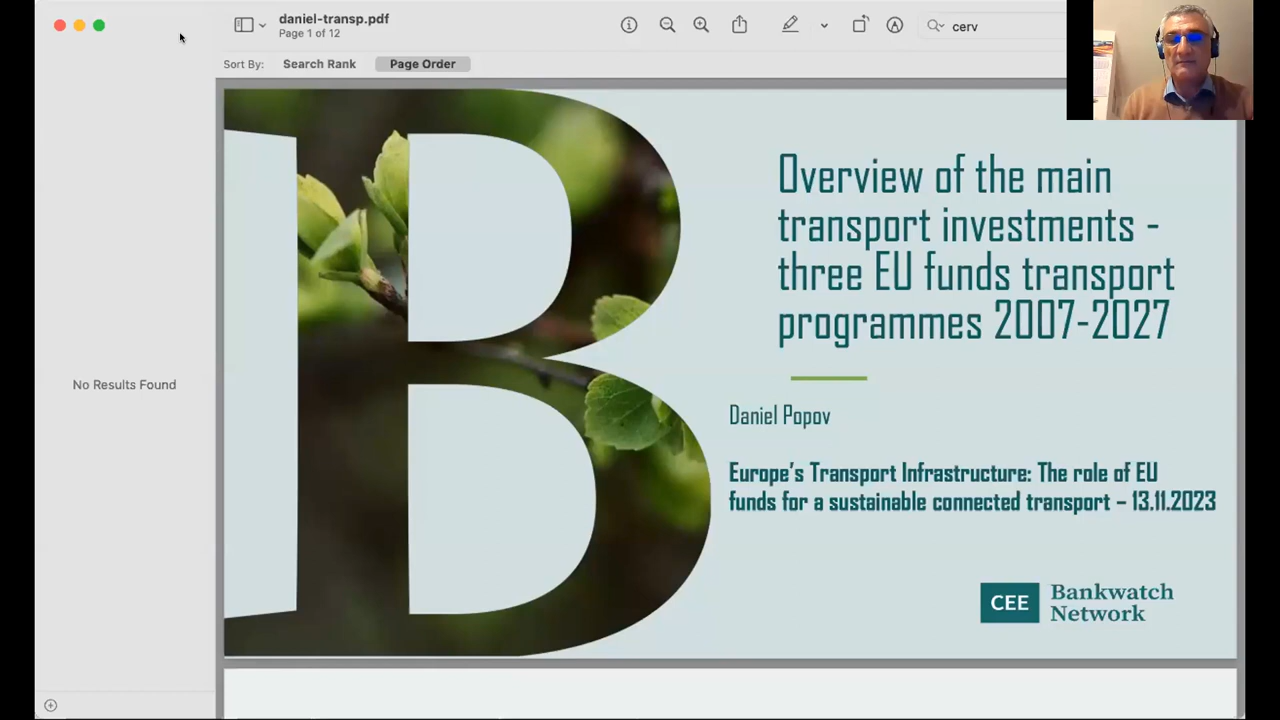 daniel-transp.pdf
Page 1 of 12
cerv
Sort By:
Search Rank
Page Order
No Results Found
Overview of the main
transport investments -
three EU funds transport
programmes 2007-2027
Daniel Popov
Europe's Transport Infrastructure: The role of EU
funds for a sustainable connected transport – 13.11.2023
CEE
Bankwatch
Network